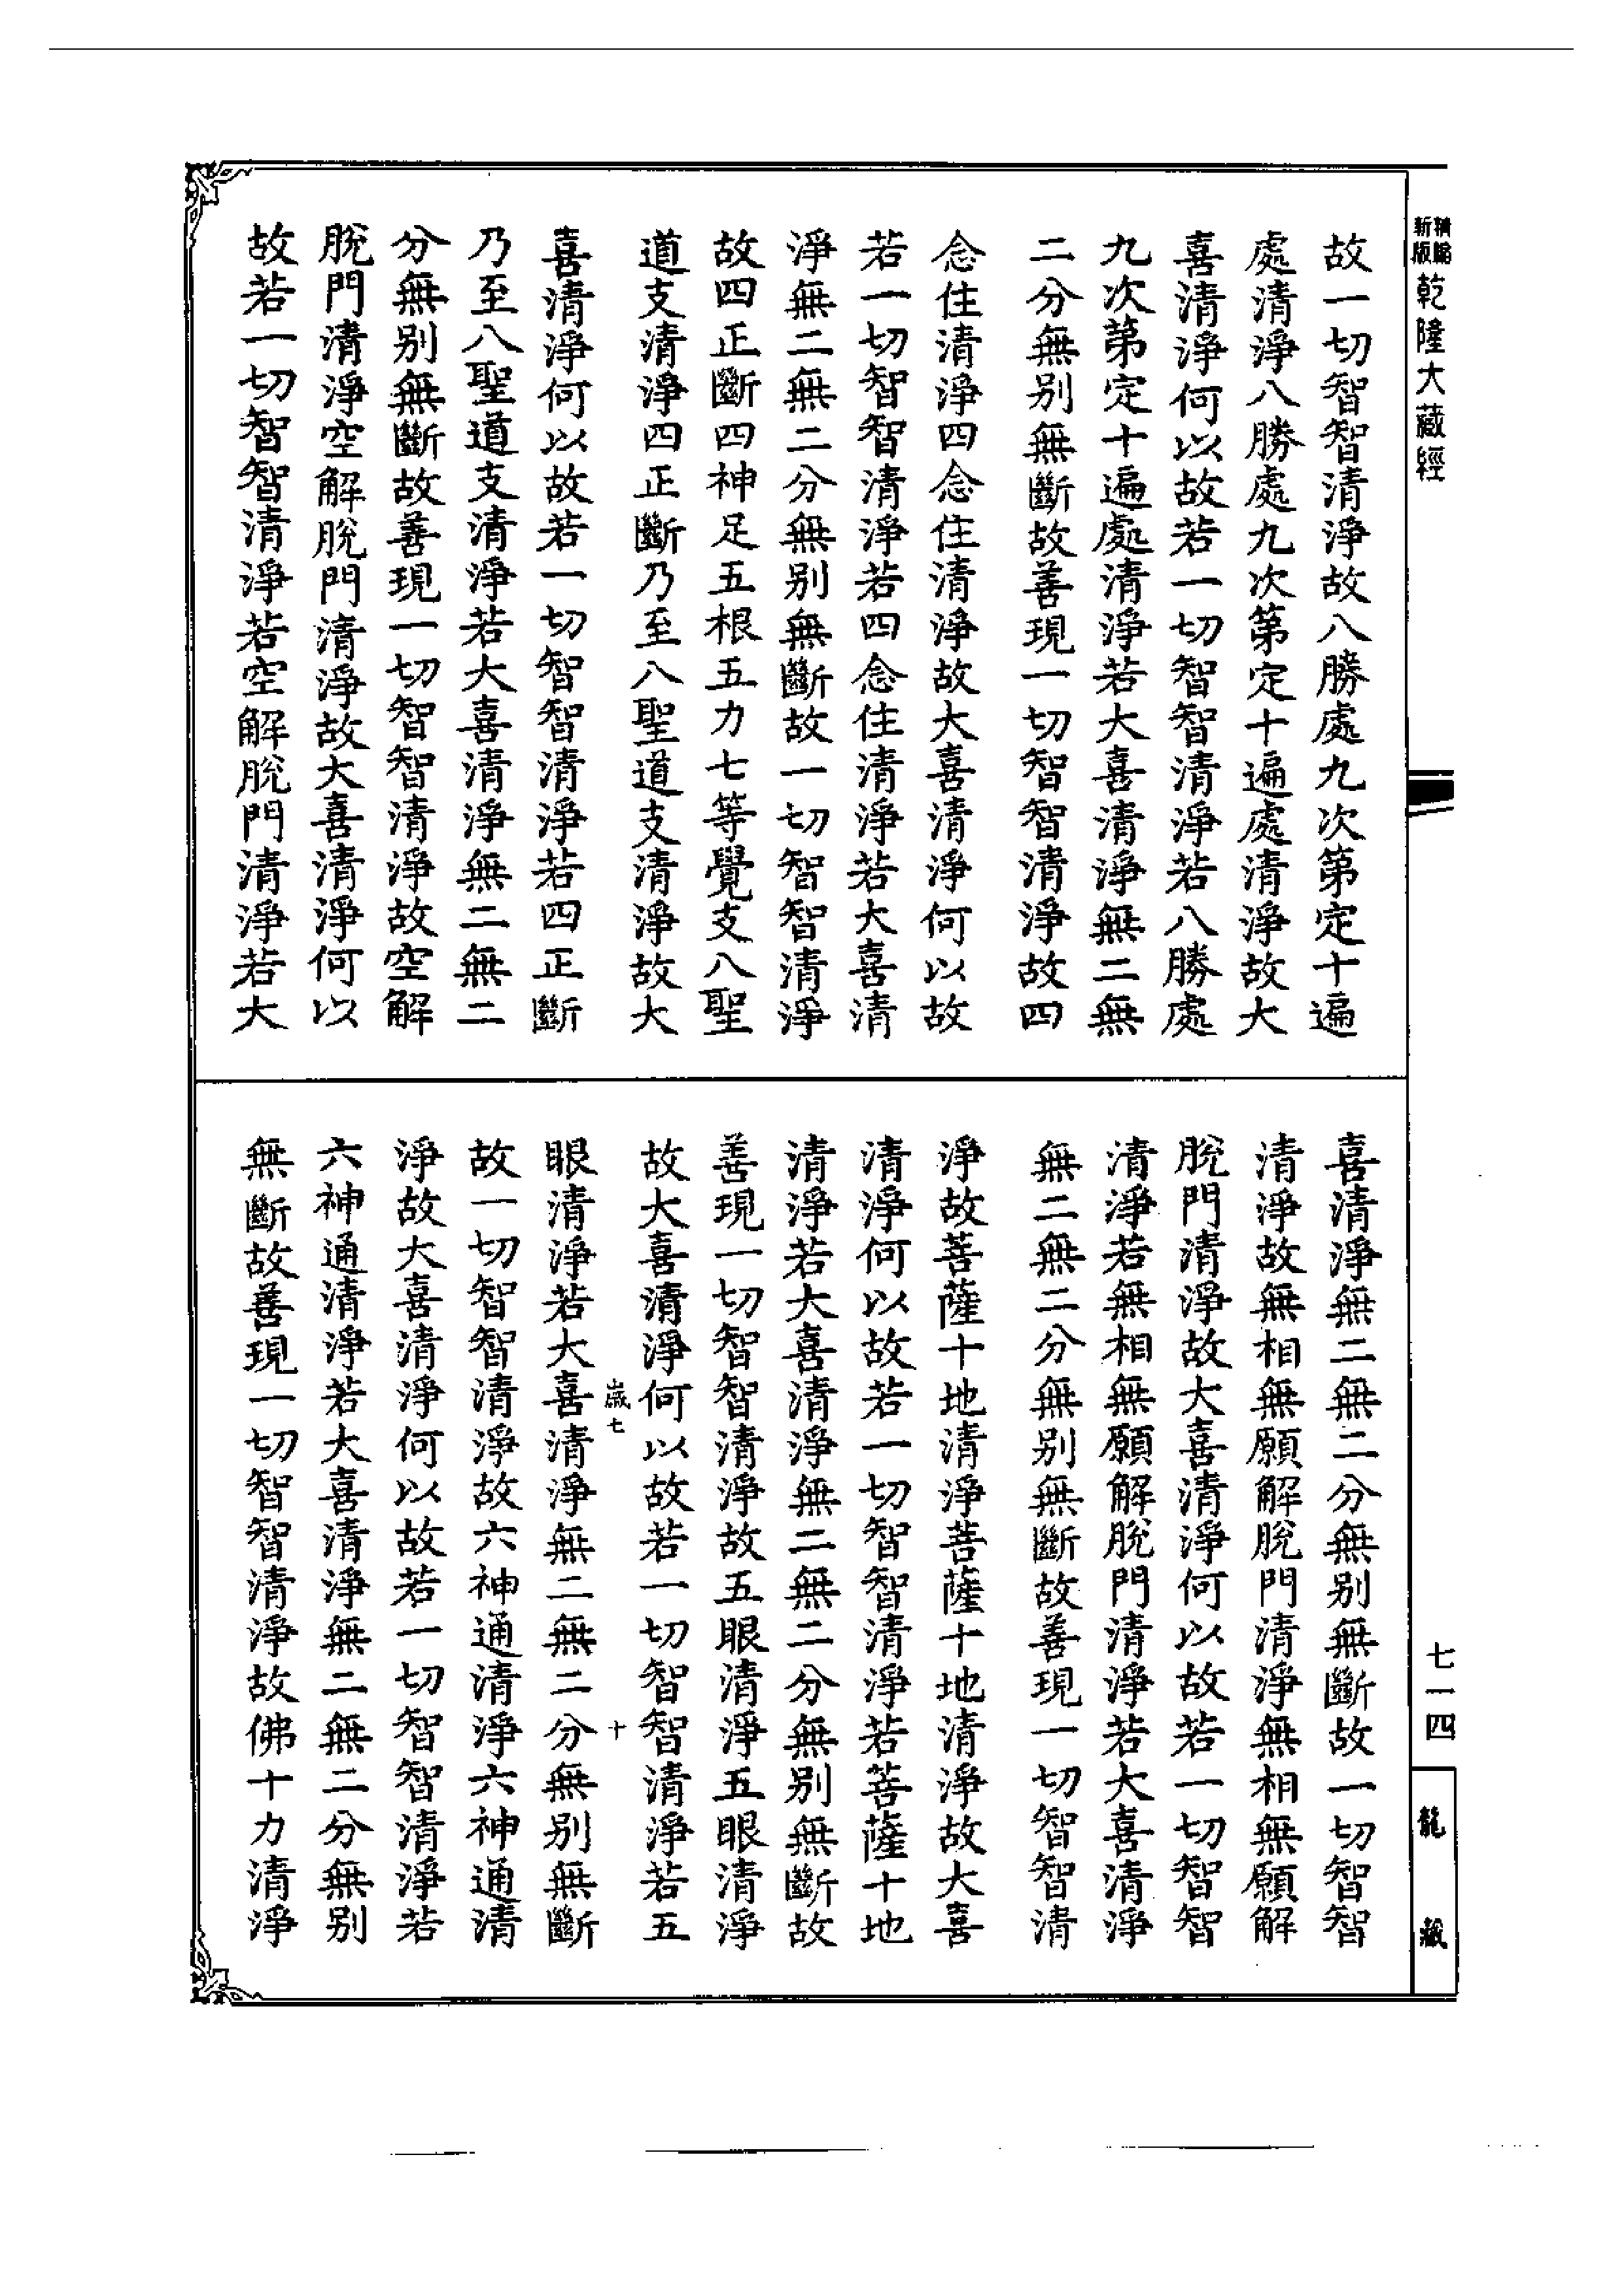 精縮新版乾隆大藏經
故一切智智清淨故八勝處九次第定十遍
處清淨八勝處九次第定十遍處清淨故大
喜清淨何以故若一切智智清淨若八勝處
九次第定十遍處清淨若大喜清淨無二無
二分無別無斷故善現一切智智清淨故四
念住清淨四念住清淨故大喜清淨何以故
若一切智智清淨若四念住清淨若大喜清
淨無二無二分無別無斷故一切智智清淨
故四正斷四神足五根五力七等覺支八聖
道支清淨四正斷乃至八聖道支清淨故大
喜清淨何以故若一切智智清淨若四正斷
乃至八聖道支清淨若大喜清淨無二無二
分無別無斷故善現一切智智清淨故空解
脫門清淨空解脫門清淨故大喜清淨何以
故若一切智智清淨若空解脫門清淨若大
喜清淨無二無二分無別無斷故一切智智
清淨故無相無願解脫門清淨無相無願解
脫門清淨故大喜清淨何以故若一切智智
清淨若無相無願解脫門清淨若大喜清淨
無二無二分無別無斷故善現一切智智清
淨故菩薩十地清淨菩薩十地清淨故大喜
清淨何以故若一切智智清淨若菩薩十地
清淨若大喜清淨無二無二分無別無斷故
善現一切智智清淨故五眼清淨五眼清淨
故大喜清淨何以故若一切智智清淨若五
歲七 十
眼清淨若大喜清淨無二無二分無別無斷
故一切智智清淨故六神通清淨六神通清
淨故大喜清淨何以故若一切智智清淨若
六神通清淨若大喜清淨無二無二分無別
無斷故善現一切智智清淨故佛十力清淨
七一四
龍藏